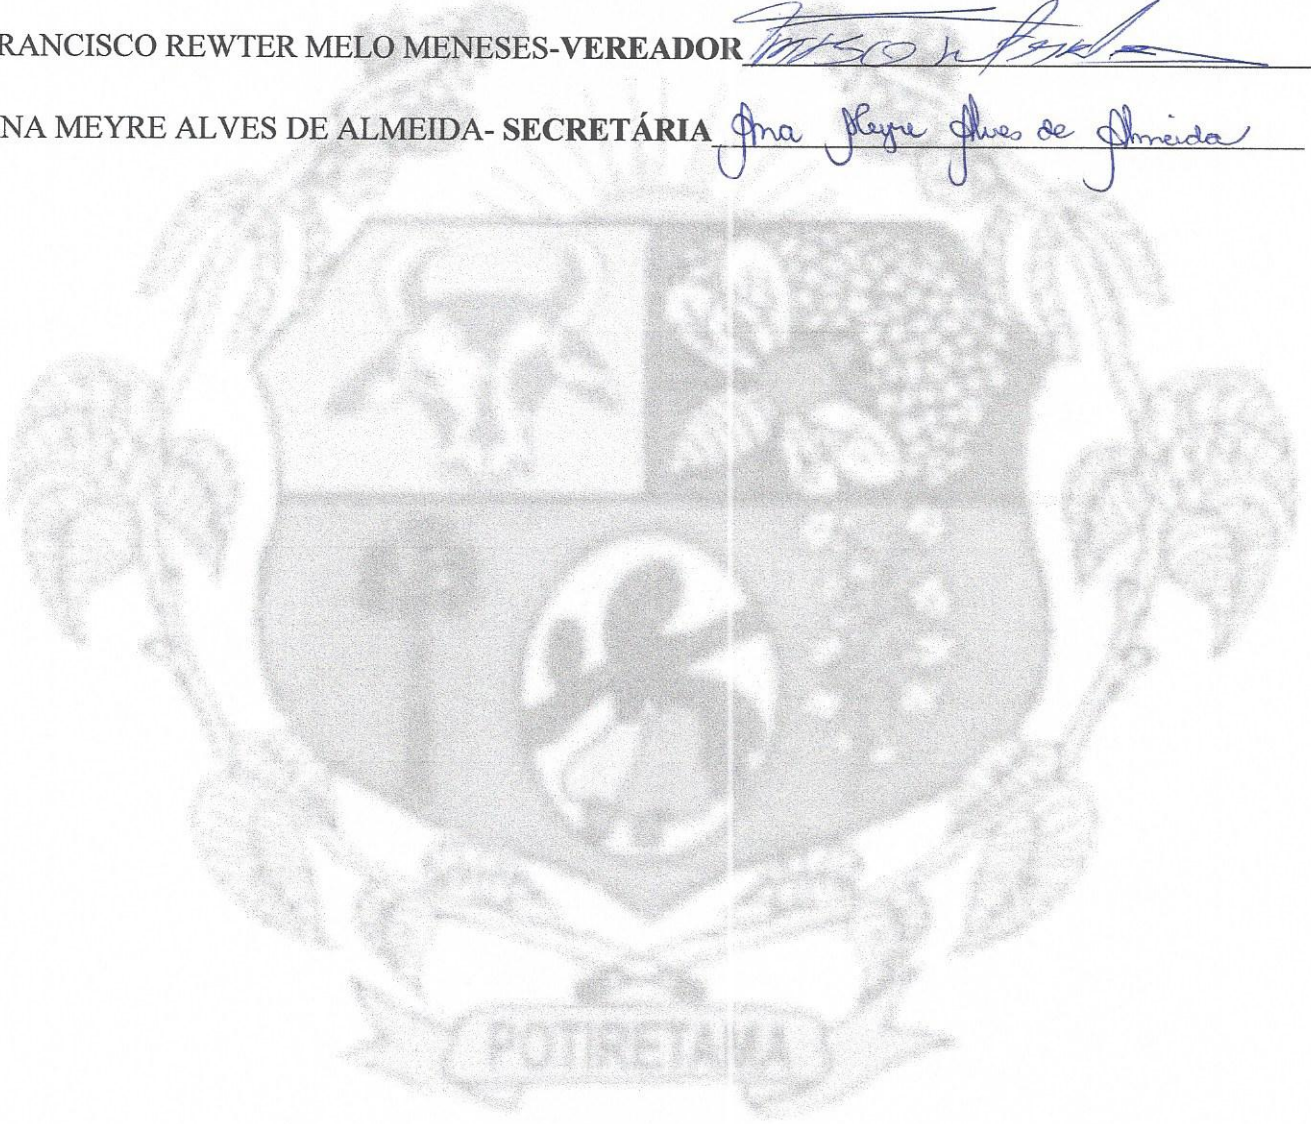 RANCISCO REWTER MELO MENESES-VEREADOR
NA MEYRE ALVES DE ALMEIDA- SECRETÁRIA Ana Meyre Alves de Almeida
POTIRETAMA